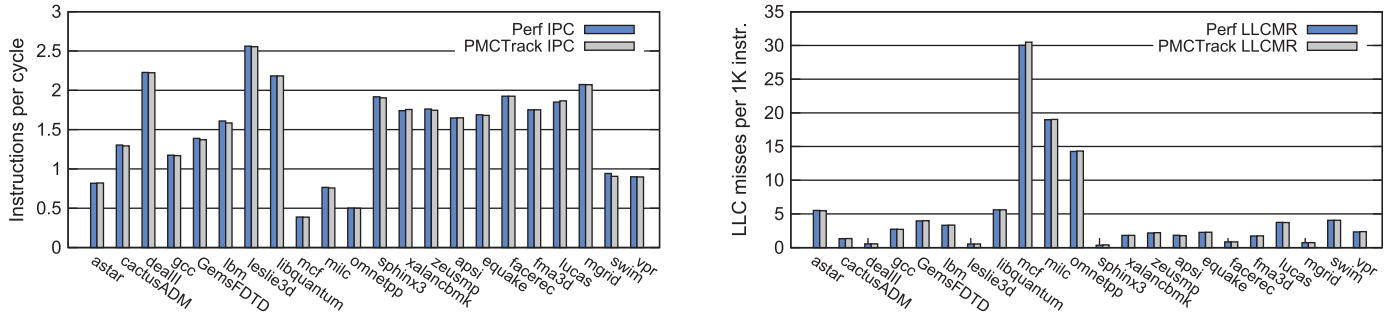 Instructions per cycle
3
2.5
2
1.5
1
0.5
0
Perf IPC
PMCTrack IPC
astar
cactusADM
dealII
gcc
GemsFDTD
lbm
leslie3d
libquantum
mcf
milc
omnetpp
sphinx3
xalancbmk
zeusmp
apsi
equake
facerec
fma3d
lucas
mgrid
swim
vpr
LLC misses per 1K instr.
35
30
25
20
15
10
5
0
Perf LLCMR
PMCTrack LLCMR
astar
cactusADM
dealII
gcc
GemsFDTD
lbm
leslie3d
libquantum
mcf
milc
omnetpp
sphinx3
xalancbmk
zeusmp
apsi
equake
facerec
fma3d
lucas
mgrid
swim
vpr